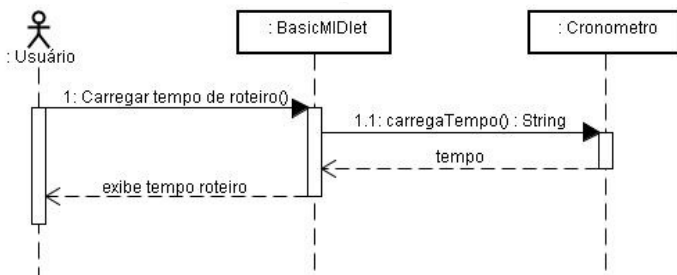 : BasicMIDlet
: Cronometro
: Usuário
1: Carregar tempo de roteiro()
1.1: carregaTempo() : String
tempo
exibe tempo roteiro